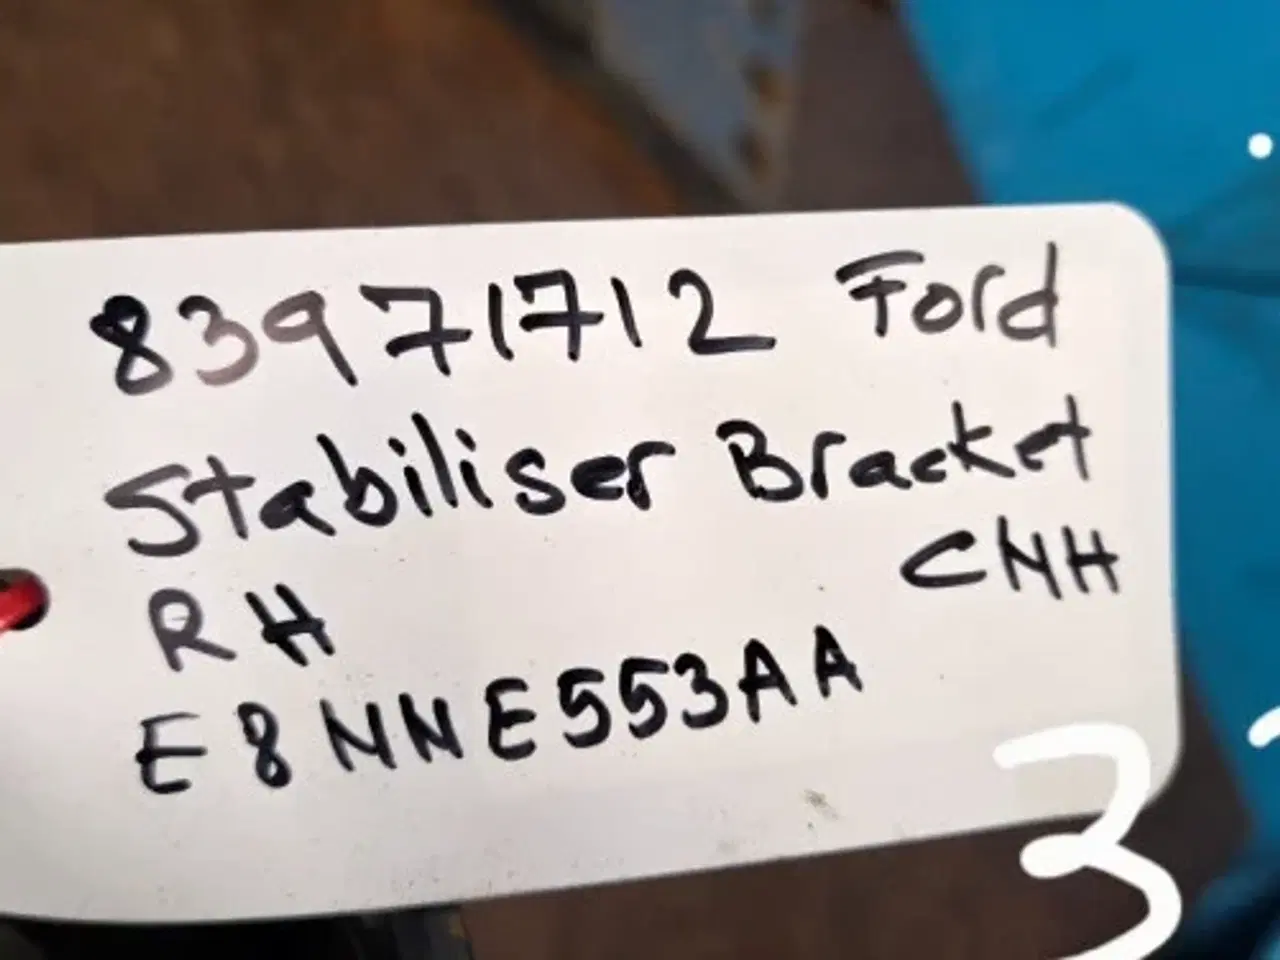 83971712 Ford
Stabiliser Bracket
RH CNH
E8NNE553AA
3